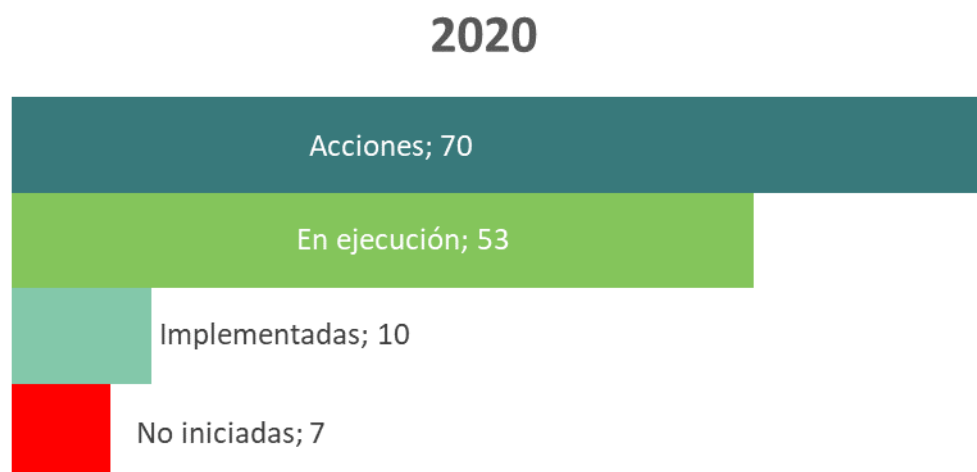 2020
Acciones; 70
En ejecución; 53
Implementadas; 10
No iniciadas; 7